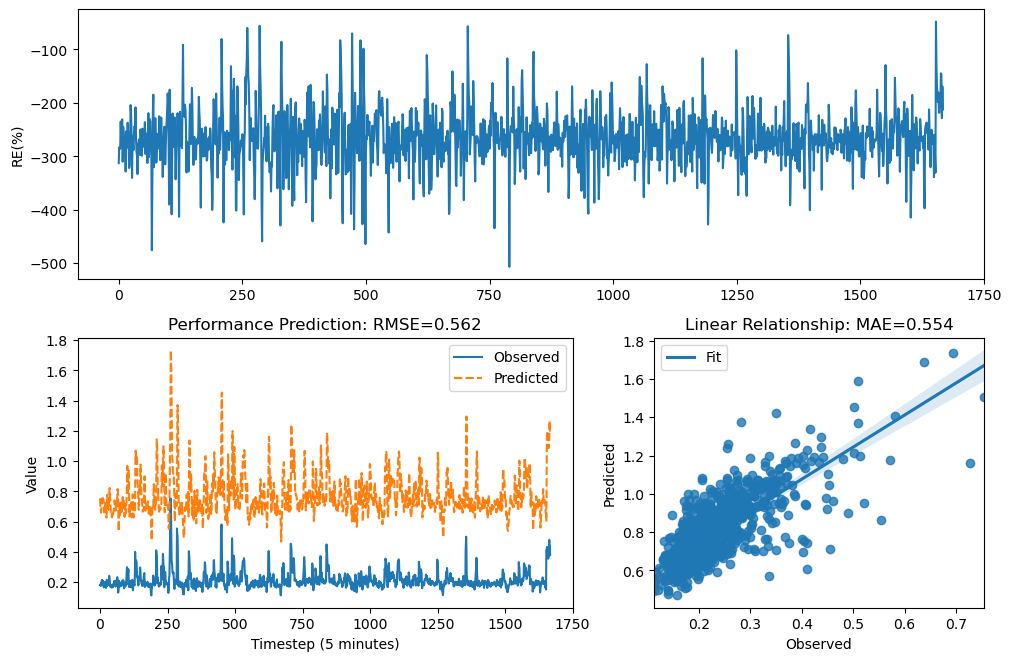 −100
−200
−300
−400
−500
RE(%)
0 250 500 750 1000 1250 1500 1750
Performance Prediction: RMSE=0.562
1.8
1.6
1.4
1.2
1.0
0.8
0.6
0.4
0.2
Value
Observed
Predicted
0 250 500 750 1000 1250 1500 1750
Timestep (5 minutes)
Linear Relationship: MAE=0.554
1.8
1.6
1.4
1.2
1.0
0.8
0.6
Predicted
Fit
0.2 0.3 0.4 0.5 0.6 0.7
Observed